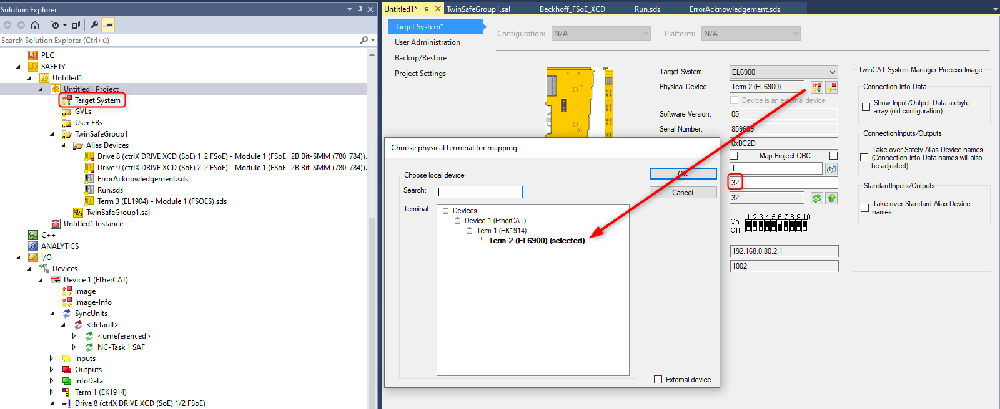 Solution Explorer
Search Solution Explorer (Ctrl+ü)
PLC
SAFETY
Untitled1
Untitled1 Project
Target System
GVLs
User FBs
TwinSafeGroup1
Alias Devices
Drive 8 (ctrlX DRIVE XCD (SoE) 1_2 FSoE) - Module 1 (FSoE_ 2B Bit-SMM (780_784)).
Drive 9 (ctrlX DRIVE XCD (SoE) 2_2 FSoE) - Module 1 (FSoE_ 2B Bit-SMM (780_784)).
ErrorAcknowledgement.sds
Run.sds
Term 3 (EL1904) - Module 1 (FSOES).sds
TwinSafeGroup1.sal
Untitled1 Instance
C++
ANALYTICS
I/O
Devices
Device 1 (EtherCAT)
Image
Image-Info
SyncUnits
<default>
<unreferenced>
NC-Task 1 SAF
Inputs
Outputs
InfoData
Term 1 (EK1914)
Drive 8 (ctrlX DRIVE XCD (SoE) 1/2 FSoE)
Untitled1* TwinSafeGroup1.sal Beckhoff_FSoE_XCD Run.sds ErrorAcknowledgement.sds
Target System*
User Administration
Backup/Restore
Project Settings
Configuration: N/A Platform: N/A
Target System: EL6900
Physical Device: Term 2 (EL6900)
Device is an external device
Software Version: 05
Serial Number:
0xBC2D
Map Project CRC:
1
32
32
1 2 3 4 5 6 7 8 9 10
On
Off
192.168.0.80.2.1
1002
TwinCAT System Manager Process Image
Connection Info Data
Show Input/Output Data as byte
array (old configuration)
ConnectionInputs/Outputs
Take over Safety Alias Device names
(Connection Info Data names will also
be adjusted)
StandardInputs/Outputs
Take over Standard Alias Device
names
Choose physical terminal for mapping
Choose local device
Search:
Terminal:
Devices
Device 1 (EtherCAT)
Term 1 (EK1914)
Term 2 (EL6900) (selected)
OK
Cancel
External device